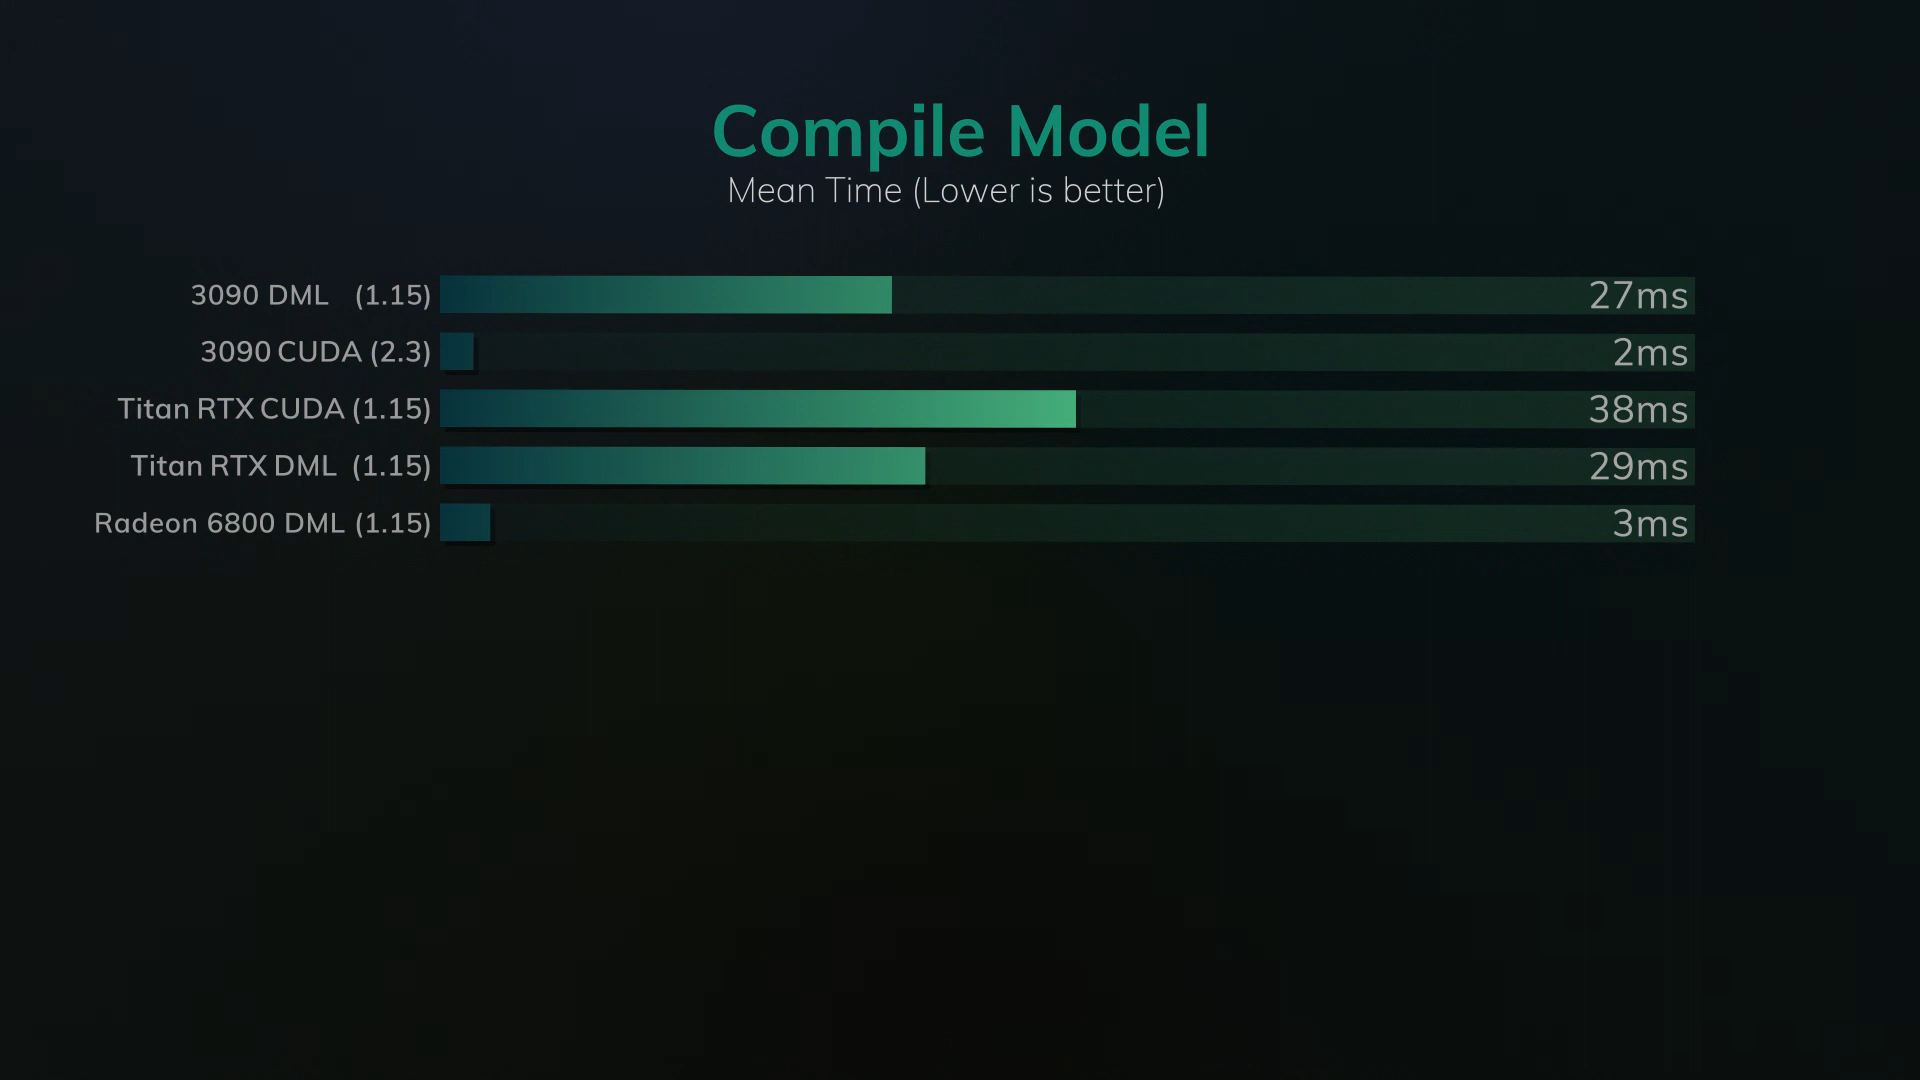 Compile Model
Mean Time (Lower is better)
3090 DML (1.15) 27ms
3090 CUDA (2.3) 2ms
Titan RTX CUDA (1.15) 38ms
Titan RTX DML (1.15) 29ms
Radeon 6800 DML (1.15) 3ms